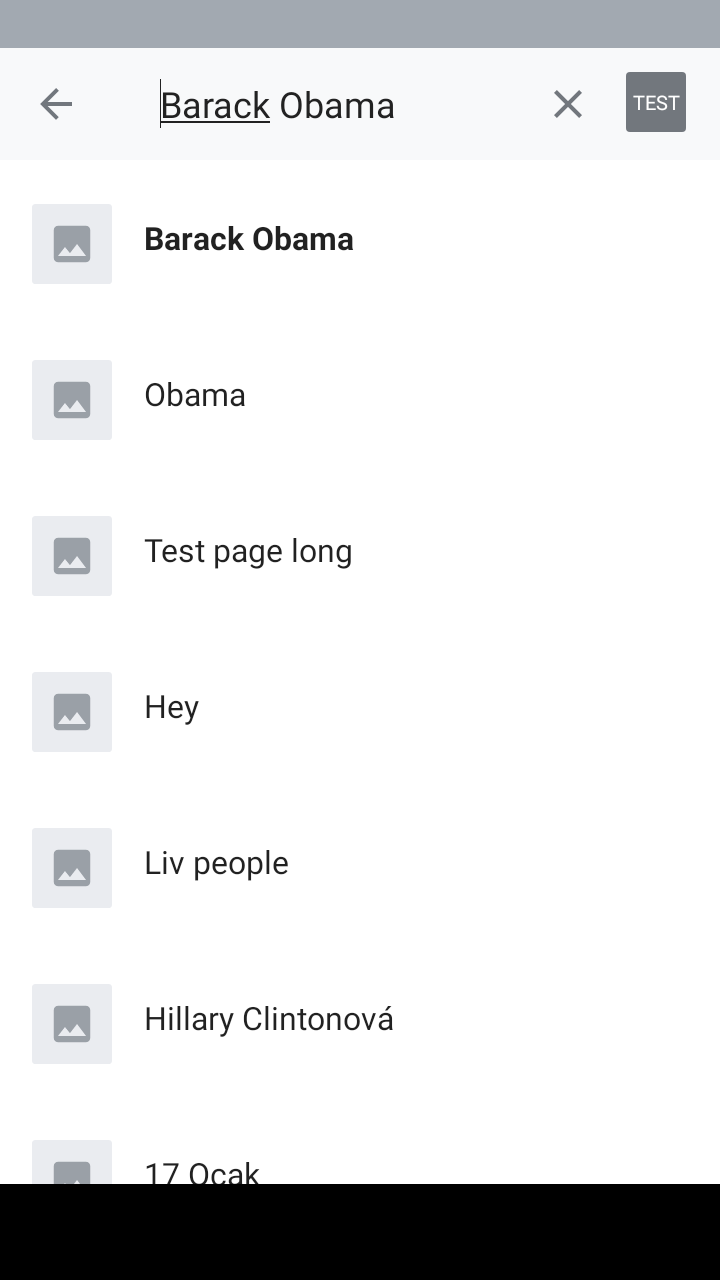 Barack Obama
TEST
Barack Obama
Obama
Test page long
Hey
Liv people
Hillary Clintonová
17 Ocak